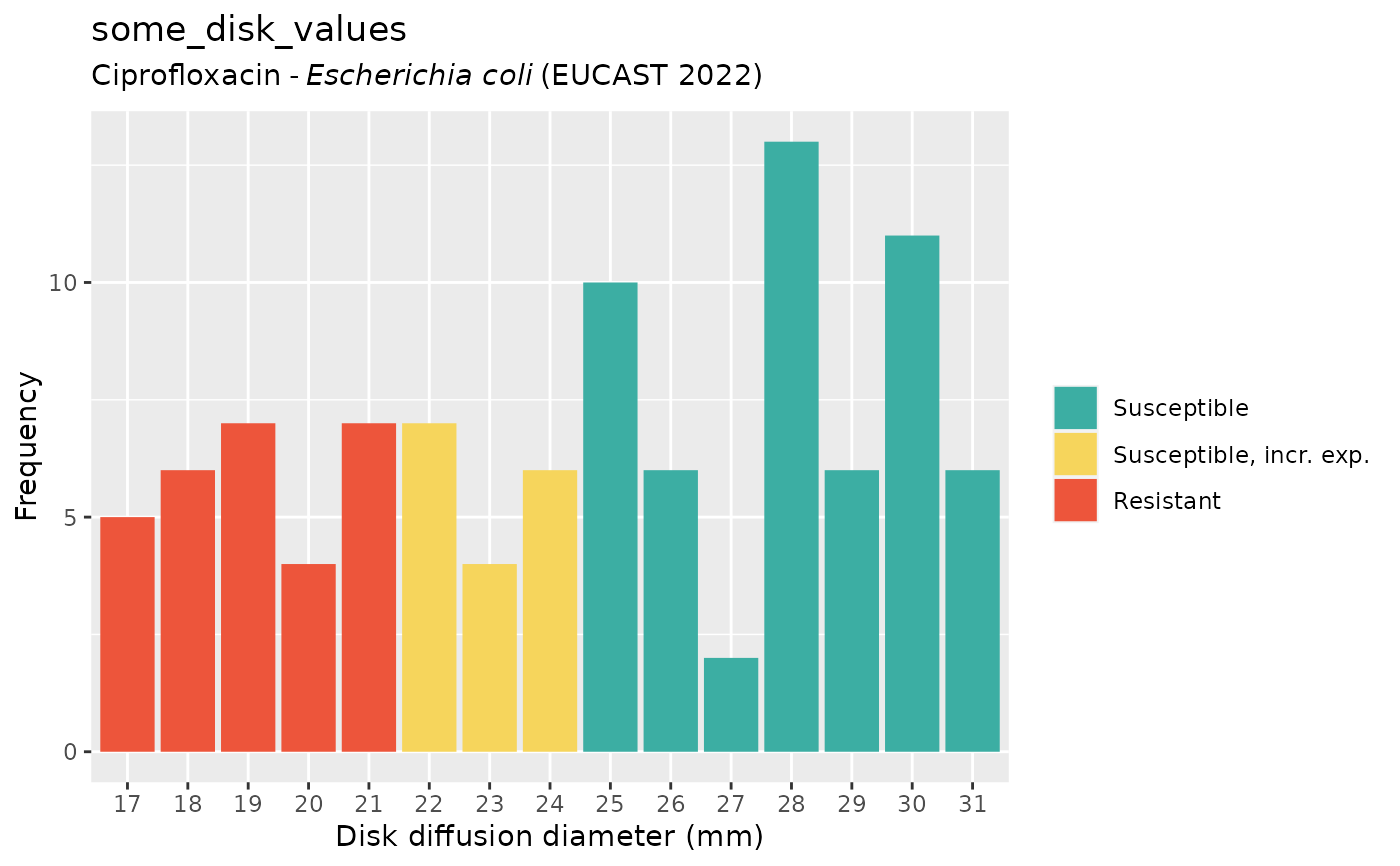 some_disk_values
Ciprofloxacin - Escherichia coli (EUCAST 2022)
Frequency
10
5
0
17 18 19 20 21 22 23 24 25 26 27 28 29 30 31
Disk diffusion diameter (mm)
Susceptible
Susceptible, incr. exp.
Resistant